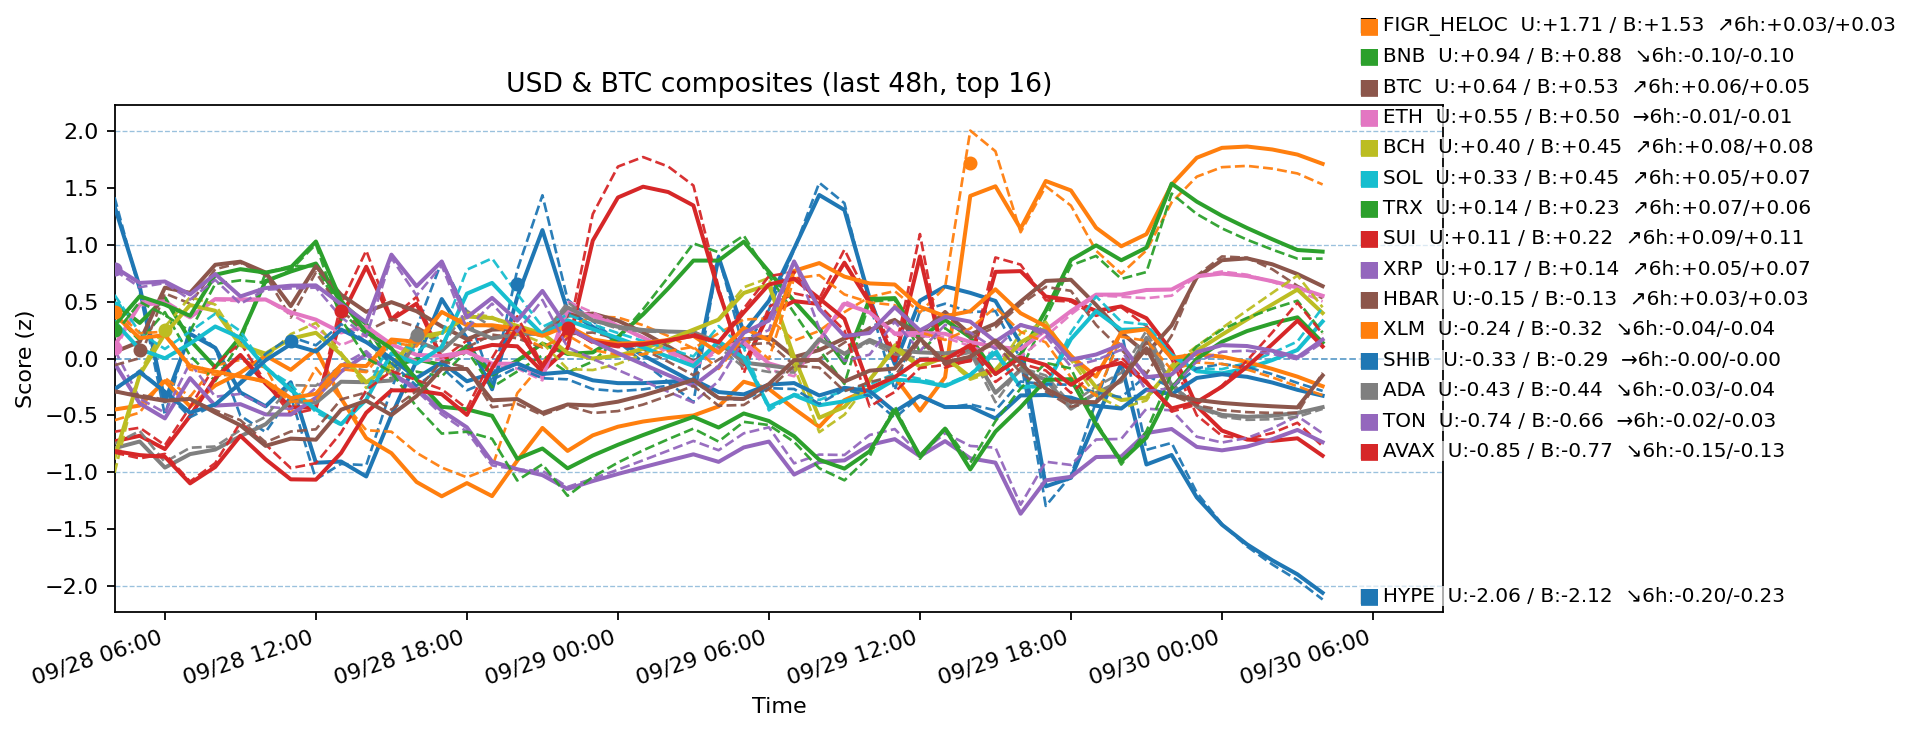 USD & BTC composites (last 48h, top 16)
FIGR_HELOC U:+1.71 / B:+1.53 ↗6h:+0.03/+0.03
BNB U:+0.94 / B:+0.88 ↘6h:-0.10/-0.10
BTC U:+0.64 / B:+0.53 ↗6h:+0.06/+0.05
ETH U:+0.55 / B:+0.50 →6h:-0.01/-0.01
BCH U:+0.40 / B:+0.45 ↗6h:+0.08/+0.08
SOL U:+0.33 / B:+0.45 ↗6h:+0.05/+0.07
TRX U:+0.14 / B:+0.23 ↗6h:+0.07/+0.06
SUI U:+0.11 / B:+0.22 ↗6h:+0.09/+0.11
XRP U:+0.17 / B:+0.14 ↗6h:+0.05/+0.07
HBAR U:-0.15 / B:-0.13 ↗6h:+0.03/+0.03
XLM U:-0.24 / B:-0.32 ↘6h:-0.04/-0.04
SHIB U:-0.33 / B:-0.29 →6h:-0.00/-0.00
ADA U:-0.43 / B:-0.44 ↘6h:-0.03/-0.04
TON U:-0.74 / B:-0.66 →6h:-0.02/-0.03
AVAX U:-0.85 / B:-0.77 ↘6h:-0.15/-0.13
HYPE U:-2.06 / B:-2.12 ↘6h:-0.20/-0.23
Score (z)
2.0
1.5
1.0
0.5
0.0
−0.5
−1.0
−1.5
−2.0
09/28 06:00
09/28 12:00
09/28 18:00
09/29 00:00
09/29 06:00
09/29 12:00
09/29 18:00
09/30 00:00
09/30 06:00
Time